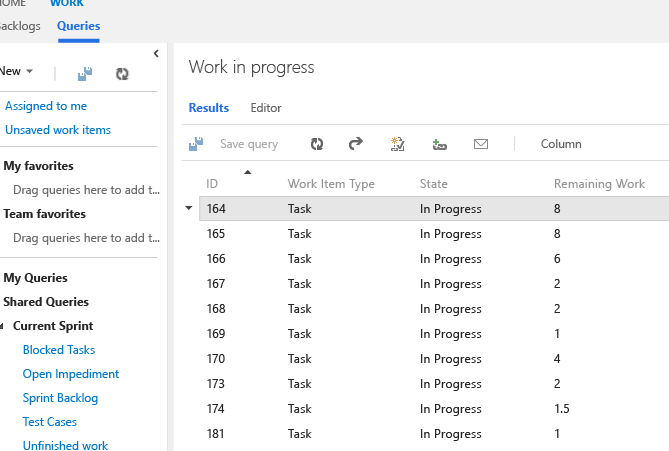 HOME WORK
Backlogs Queries
New
Assigned to me
Unsaved work items
My favorites
Drag queries here to add t...
Team favorites
Drag queries here to add t...
My Queries
Shared Queries
Current Sprint
Blocked Tasks
Open Impediment
Sprint Backlog
Test Cases
Unfinished work
Work in progress
Results Editor
Save query Column
ID Work Item Type State Remaining Work
164 Task In Progress 8
165 Task In Progress 8
166 Task In Progress 6
167 Task In Progress 2
168 Task In Progress 2
169 Task In Progress 1
170 Task In Progress 4
173 Task In Progress 2
174 Task In Progress 1.5
181 Task In Progress 1